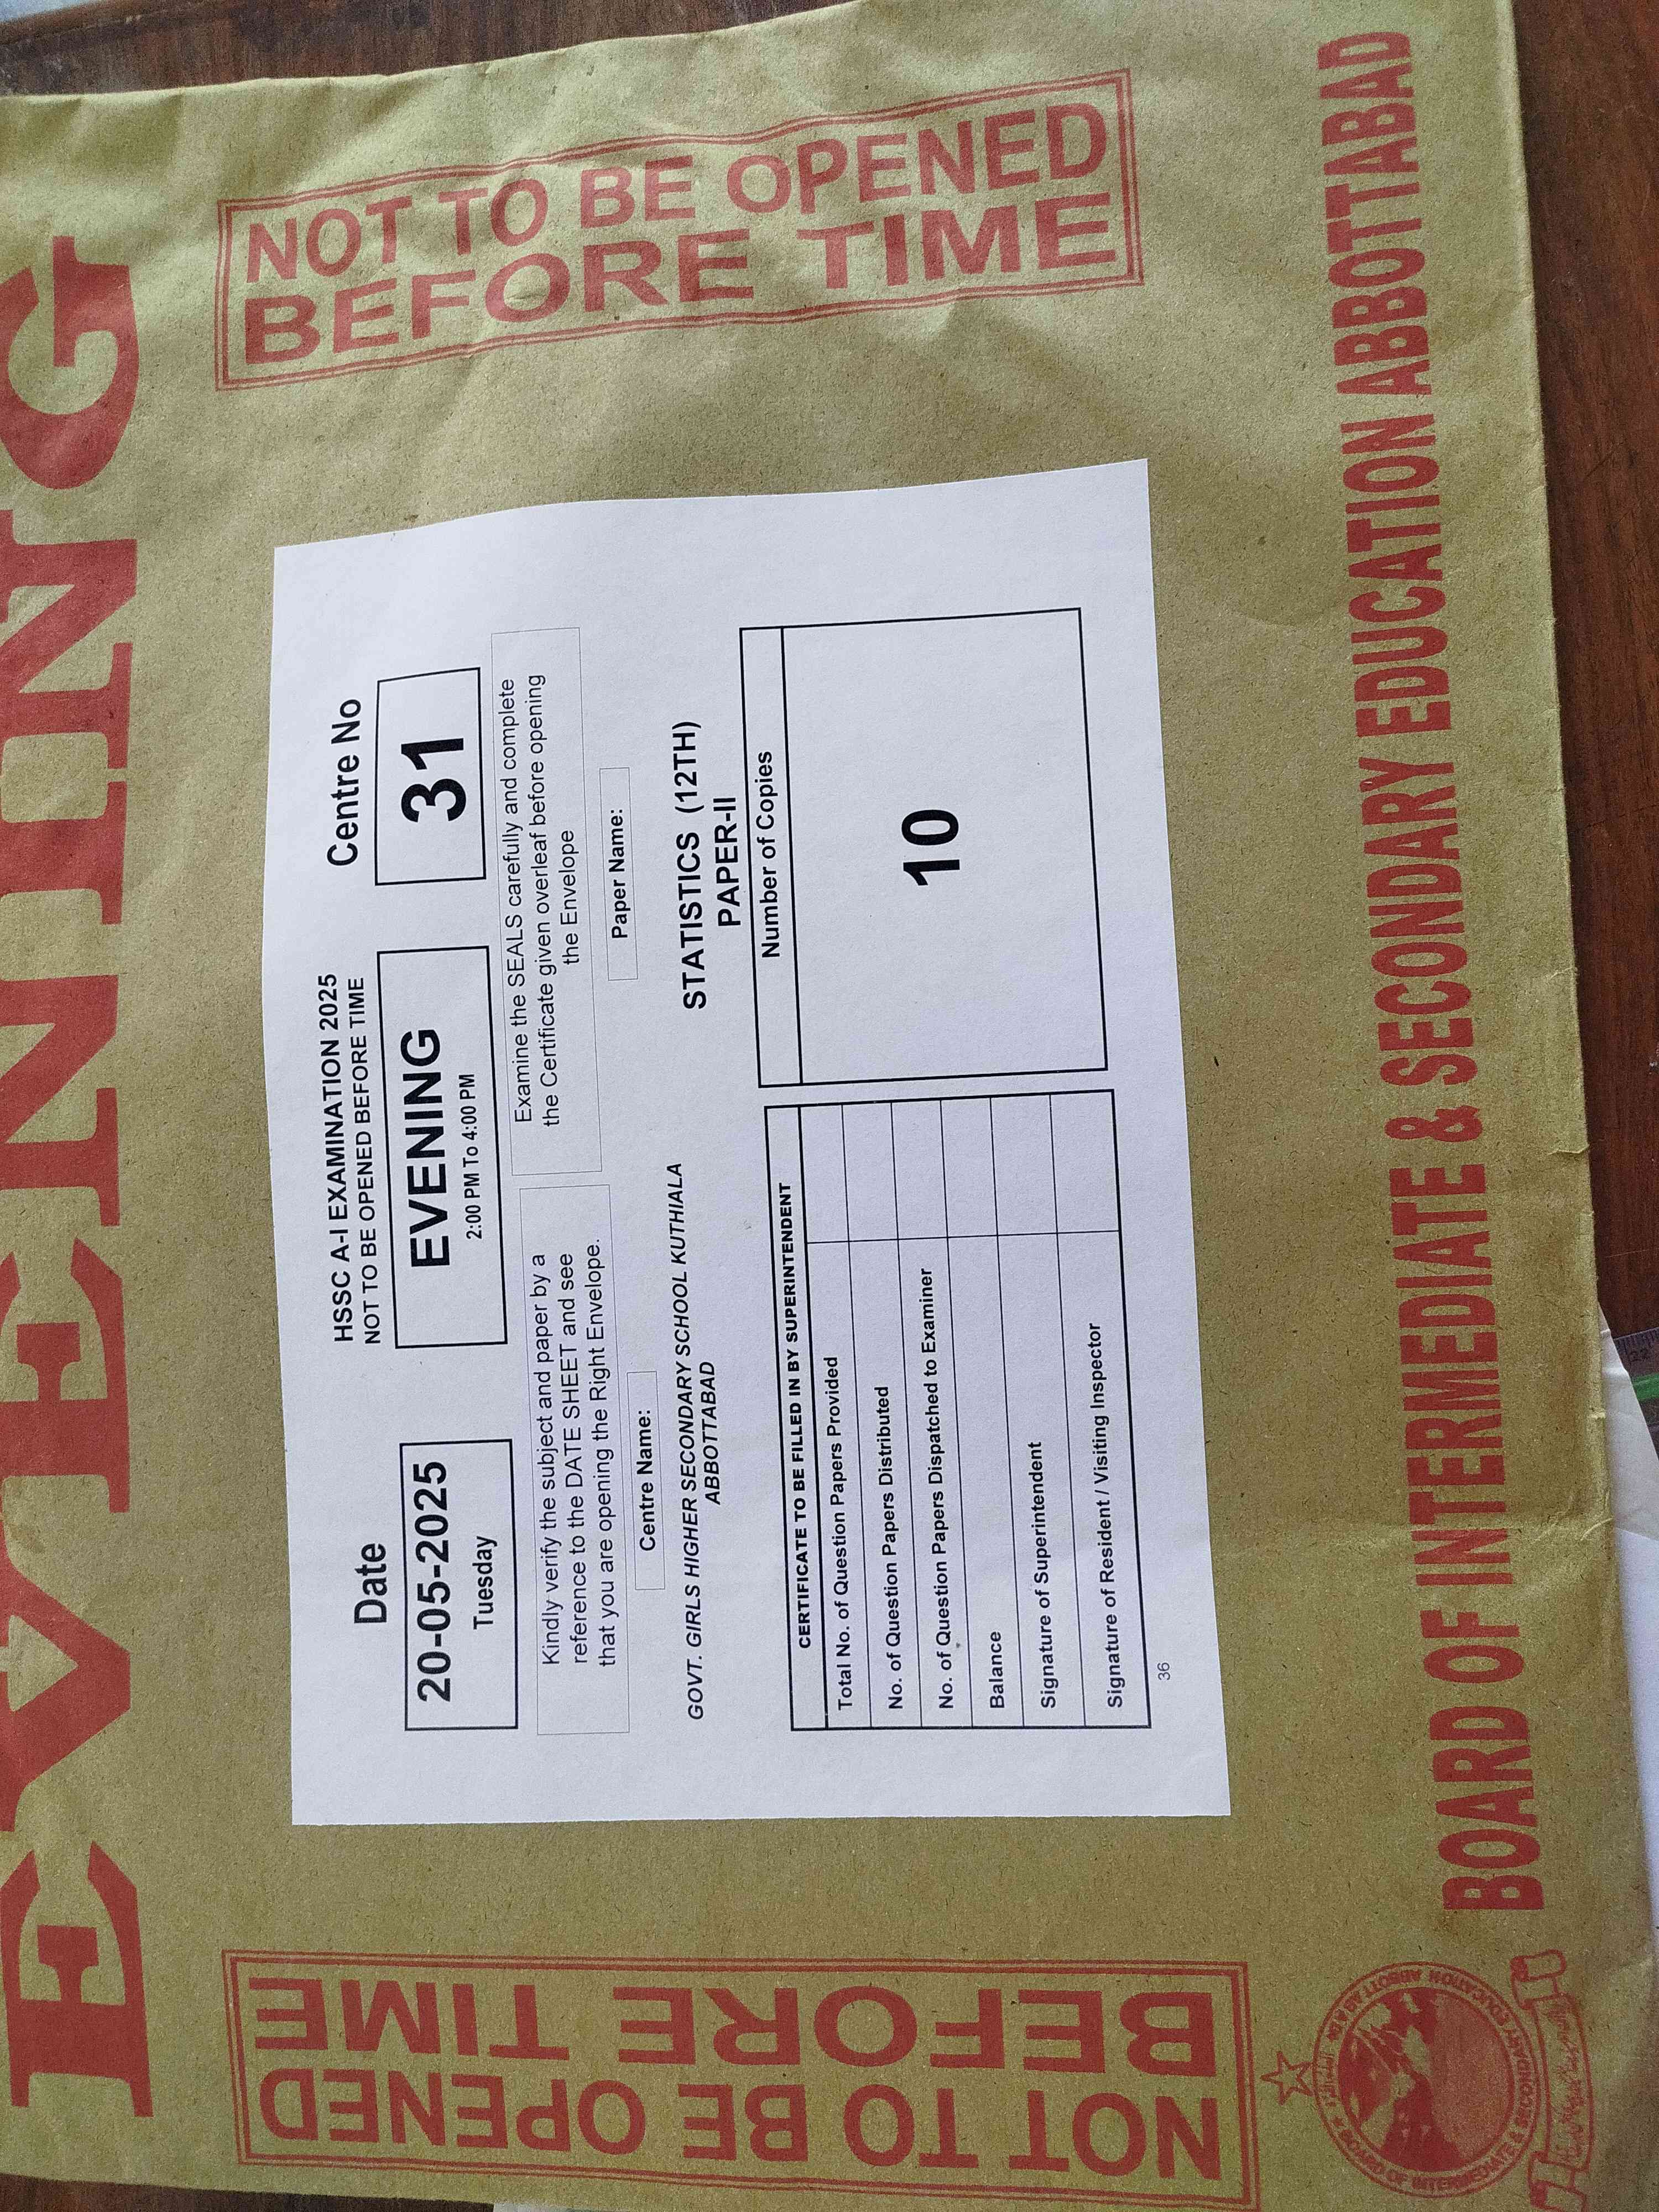 EVENING
NOT TO BE OPENED
BEFORE TIME
NOT TO BE OPENED
BEFORE TIME
HSSC A-I EXAMINATION 2025
NOT TO BE OPENED BEFORE TIME
Date
20-05-2025
Tuesday
EVENING
2:00 PM To 4:00 PM
Centre No
31
Kindly verify the subject and paper by a
reference to the DATE SHEET and see
that you are opening the Right Envelope.
Examine the SEALS carefully and complete
the Certificate given overleaf before opening
the Envelope
Centre Name:
GOVT. GIRLS HIGHER SECONDARY SCHOOL KUTHIALA
ABBOTTABAD
Paper Name:
STATISTICS (12TH)
PAPER-II
CERTIFICATE TO BE FILLED IN BY SUPERINTENDENT
Total No. of Question Papers Provided
No. of Question Papers Distributed
No. of Question Papers Dispatched to Examiner
Balance
Signature of Superintendent
Signature of Resident / Visiting Inspector
Number of Copies
10
36
BOARD OF INTERMEDIATE & SECONDARY EDUCATION ABBOTTABAD
BOARD OF INTERMEDIATE & SECONDARY EDUCATION ABBOTTABAD
22